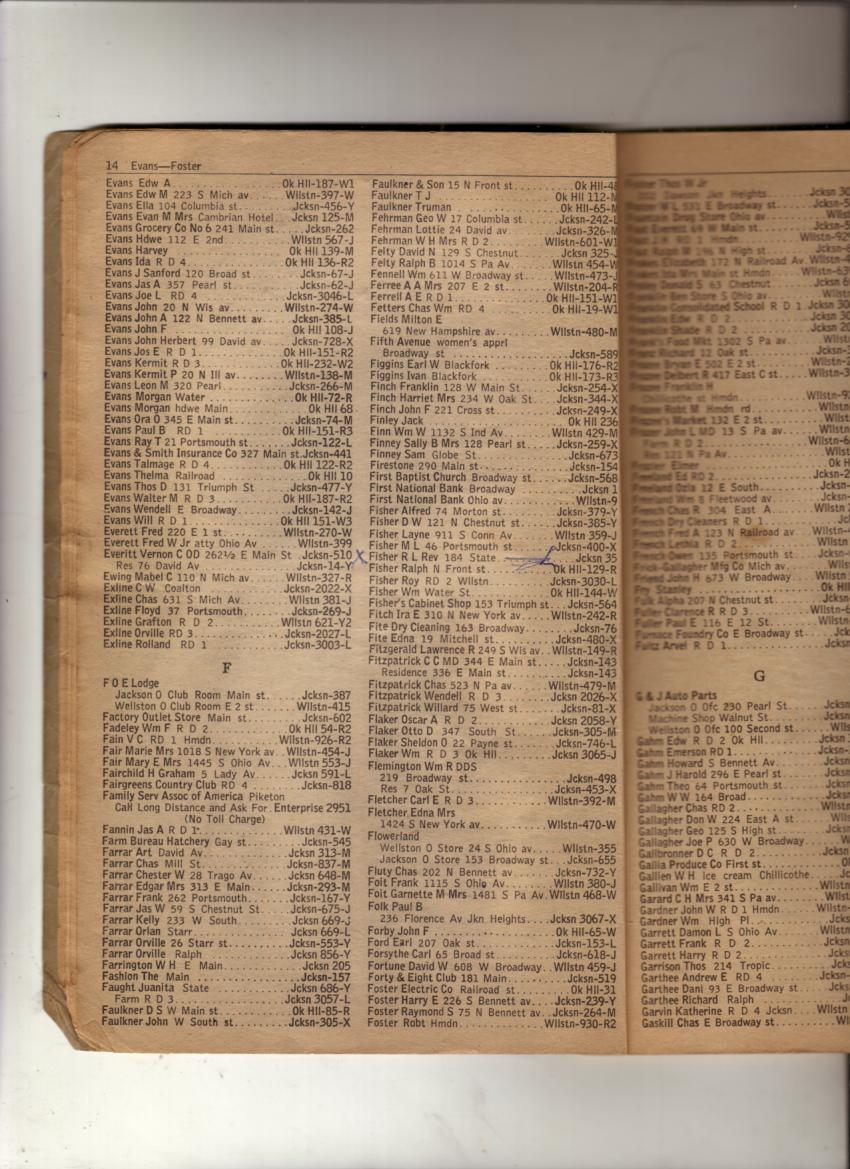 14 Evans—Foster
Evans Edw A Ok Hll-187-W1
Evans Edw M 223 S Mich av Wllstn-397-W
Evans Ella 104 Columbia st Jcksn-456-Y
Evans Evan M Mrs Cambrian Hotel Jcksn 125-M
Evans Grocery Co No 6 241 Main st Jcksn-262
Evans Hdwe 112 E 2nd Wllstn 567-J
Evans Harvey Ok Hll 139-M
Evans Ida R D 4 Ok Hll 136-R2
Evans J Sanford 120 Broad st Jcksn-67-J
Evans Jas A 357 Pearl st Jcksn-62-J
Evans Joe L RD 4 Jcksn-3046-L
Evans John 20 N Wis av Wllstn-274-W
Evans John A 122 N Bennett av Jcksn-385-L
Evans John F Ok Hll 108-J
Evans John Herbert 99 David av Jcksn-728-X
Evans Jos E R D 1 Ok Hll-151-R2
Evans Kermit R D 3 Ok Hll-232-W2
Evans Kermit P 20 N Ill av Wllstn-138-M
Evans Leon M 320 Pearl Jcksn-266-M
Evans Morgan Water Ok Hll-72-R
Evans Morgan hdwe Main Ok Hll 68
Evans Ora O 345 E Main st Jcksn-74-M
Evans Paul B RD 1 Ok Hll-151-R3
Evans Ray T 21 Portsmouth st Jcksn-122-L
Evans & Smith Insurance Co 327 Main st Jcksn-441
Evans Talmage R D 4 Ok Hll 122-R2
Evans Thelma Railroad Ok Hll 10
Evans Thos D 131 Triumph St Jcksn-477-Y
Evans Walter M R D 3 Ok Hll-187-R2
Evans Wendell E Broadway Jcksn-142-J
Evans Will R D 1 Ok Hll 151-W3
Everett Fred 220 E 1 st Wllstn-270-W
Everett Fred W Jr atty Ohio Av Wllstn-399
Everitt Vernon C OD 262½ E Main St Jcksn-510
Res 76 David Av Jcksn-14-Y
Ewing Mabel C 110 N Mich av Wllstn-327-R
Exline C W Coalton Jcksn-2022-X
Exline Chas 631 S Mich Av Wllstn 381-J
Exline Floyd 37 Portsmouth Jcksn-269-J
Exline Grafton R D 2 Wllstn 621-Y2
Exline Orville RD 3 Jcksn-2027-L
Exline Rolland RD 1 Jcksn-3003-L
F
F O E Lodge
Jackson O Club Room Main st Jcksn-387
Wellston O Club Room E 2 st Wllstn-415
Factory Outlet Store Main st Jcksn-602
Fadeley Wm F R D 2 Ok Hll 54-R2
Fain V C RD 1 Hmdn Wllstn-926-R2
Fair Marie Mrs 1018 S New York av Wllstn-454-J
Fair Mary E Mrs 1445 S Ohio Av Wllstn 553-J
Fairchild H Graham 5 Lady Av Jcksn 591-L
Fairgreens Country Club RD 4 Jcksn-818
Family Serv Assoc of America Piketon
Call Long Distance and Ask For Enterprise 2951
(No Toll Charge)
Fannin Jas A R D 1 Wllstn 431-W
Farm Bureau Hatchery Gay st Jcksn-545
Farrar Art David Av Jcksn 313-M
Farrar Chas Mill St Jcksn-837-M
Farrar Chester W 28 Trago Av Jcksn 648-M
Farrar Edgar Mrs 313 E Main Jcksn-293-M
Farrar Frank 262 Portsmouth Jcksn-167-Y
Farrar Jas W 59 S Chestnut St Jcksn-675-J
Farrar Kelly 233 W South Jcksn 669-J
Farrar Orlan Starr Jcksn 669-L
Farrar Orville 26 Starr st Jcksn-553-Y
Farrar Orville Ralph Jcksn 856-Y
Farrington W H E Main Jcksn 205
Fashion The Main Jcksn-157
Faught Juanita State Jcksn 686-Y
Farm R D 3 Jcksn 3057-L
Faulkner D S W Main st Ok Hll-85-R
Faulkner John W South st Jcksn-305-X
Faulkner & Son 15 N Front st Ok Hll-4
Faulkner T J Ok Hll 112-M
Faulkner Truman Ok Hll-65-M
Fehrman Geo W 17 Columbia st Jcksn-242-L
Fehrman Lottie 24 David av Jcksn-326-M
Fehrman W H Mrs R D 2 Wllstn-601-W1
Felty David N 129 S Chestnut Jcksn 325-J
Felty Ralph B 1014 S Pa Av Wllstn 454-W
Fennell Wm 611 W Broadway st Wllstn-473-J
Ferree A A Mrs 207 E 2 st Wllstn-204-R
Ferrell A E R D 1 Ok Hll-151-W1
Fetters Chas Wm RD 4 Ok Hll-19-W1
Fields Milton E
619 New Hampshire av Wllstn-480-M
Fifth Avenue women's apprl
Broadway st Jcksn-589
Figgins Earl W Blackfork Ok Hll-176-R2
Figgins Ivan Blackfork Ok Hll-173-R3
Finch Franklin 128 W Main St Jcksn-254-X
Finch Harriet Mrs 234 W Oak St Jcksn-344-X
Finch John F 221 Cross st Jcksn-249-X
Finley Jack Ok Hll 236
Finn Wm W 1132 S Ind Av Wllstn 429-M
Finney Sally B Mrs 128 Pearl st Jcksn-259-X
Finney Sam Globe St Jcksn-673
Firestone 290 Main st Jcksn-154
First Baptist Church Broadway st Jcksn-568
First National Bank Broadway Jcksn 1
First National Bank Ohio av Wllstn-9
Fisher Alfred 74 Morton st Jcksn-379-Y
Fisher D W 121 N Chestnut st Jcksn-385-Y
Fisher Layne 911 S Conn Av Wllstn 359-J
Fisher M L 46 Portsmouth st Jcksn-400-X
X Fisher R L Rev 184 State Jcksn 35
Fisher Ralph N Front st Ok Hll-129-R
Fisher Roy RD 2 Wllstn Jcksn-3030-L
Fisher Wm Water St Ok Hll-144-W
Fisher's Cabinet Shop 153 Triumph st Jcksn-564
Fitch Ira E 310 N New York av Wllstn-242-R
Fite Dry Cleaning 163 Broadway Jcksn-76
Fite Edna 19 Mitchell st Jcksn-480-X
Fitzgerald Lawrence R 249 S Wis av Wllstn-149-R
Fitzpatrick C C MD 344 E Main st Jcksn-143
Residence 336 E Main st Jcksn-143
Fitzpatrick Chas 523 N Pa av Wllstn-479-M
Fitzpatrick Wendell R D 3 Jcksn 2026-X
Fitzpatrick Willard 75 West st Jcksn-81-X
Flaker Oscar A R D 2 Jcksn 2058-Y
Flaker Otto D 347 South St Jcksn-305-M
Flaker Sheldon O 22 Payne st Jcksn-746-L
Flaker Wm R D 3 Ok Hll Jcksn 3065-J
Flemington Wm R DDS
219 Broadway st Jcksn-498
Res 7 Oak St Jcksn-453-X
Fletcher Carl E R D 3 Wllstn-392-M
Fletcher Edna Mrs
1424 S New York av Wllstn-470-W
Flowerland
Wellston O Store 24 S Ohio av Wllstn-355
Jackson O Store 153 Broadway st Jcksn-655
Fluty Chas 202 N Bennett av Jcksn-732-Y
Foit Frank 1115 S Ohio Av Wllstn 380-J
Foit Garnette M Mrs 1481 S Pa Av Wllstn 468-W
Folk Paul B
236 Florence Av Jkn Heights Jcksn 3067-X
Forby John F Ok Hll-65-W
Ford Earl 207 Oak st Jcksn-153-L
Forsythe Carl 65 Broad st Jcksn-618-J
Fortune David W 608 W Broadway Wllstn 459-J
Forty & Eight Club 181 Main Jcksn-519
Foster Electric Co Railroad st Ok Hll-31
Foster Harry E 226 S Bennett av Jcksn-239-Y
Foster Raymond S 75 N Bennett av Jcksn-264-M
Foster Robt Hmdn Wllstn-930-R2
G
G & J Auto Parts
Jackson O Ofc 230 Pearl St Jcksn
Machine Shop Walnut St Jcksn
Wellston O Ofc 100 Second st Wllstn
Gahm Edw R D 2 Ok Hll Jcksn
Gahm Emerson RD 1 Jcksn
Gahm Howard S Bennett Av Jcksn
Gahm J Harold 296 E Pearl st Jcksn
Gahm Theo 64 Portsmouth st Jcksn
Gahm W W 164 Broad Jcksn
Gallagher Chas RD 2 Wllstn
Gallagher Don W 224 East A st Wllstn
Gallagher Geo 125 S High st Jcksn
Gallagher Joe P 630 W Broadway Wllstn
Gallbronner D C R D 2 Jcksn
Gallia Produce Co First st O
Gallien W H Ice cream Chillicothe Jcksn
Gallivan Wm E 2 st Wllstn
Garard C H Mrs 341 S Pa av Wllstn
Gardner John W R D 1 Hmdn Wllstn
Gardner Wm High Pl Jcksn
Garrett Damon L S Ohio Av Wllstn
Garrett Frank R D 2 Jcksn
Garrett Harry R D 2 Jcksn
Garrison Thos 214 Tropic Jcksn
Garthee Andrew E RD 4 Jcksn
Garthee Danl 93 E Broadway st Jcksn
Garthee Richard Ralph Jcksn
Garvin Katherine R D 4 Jcksn Wllstn
Gaskill Chas E Broadway st Wllstn